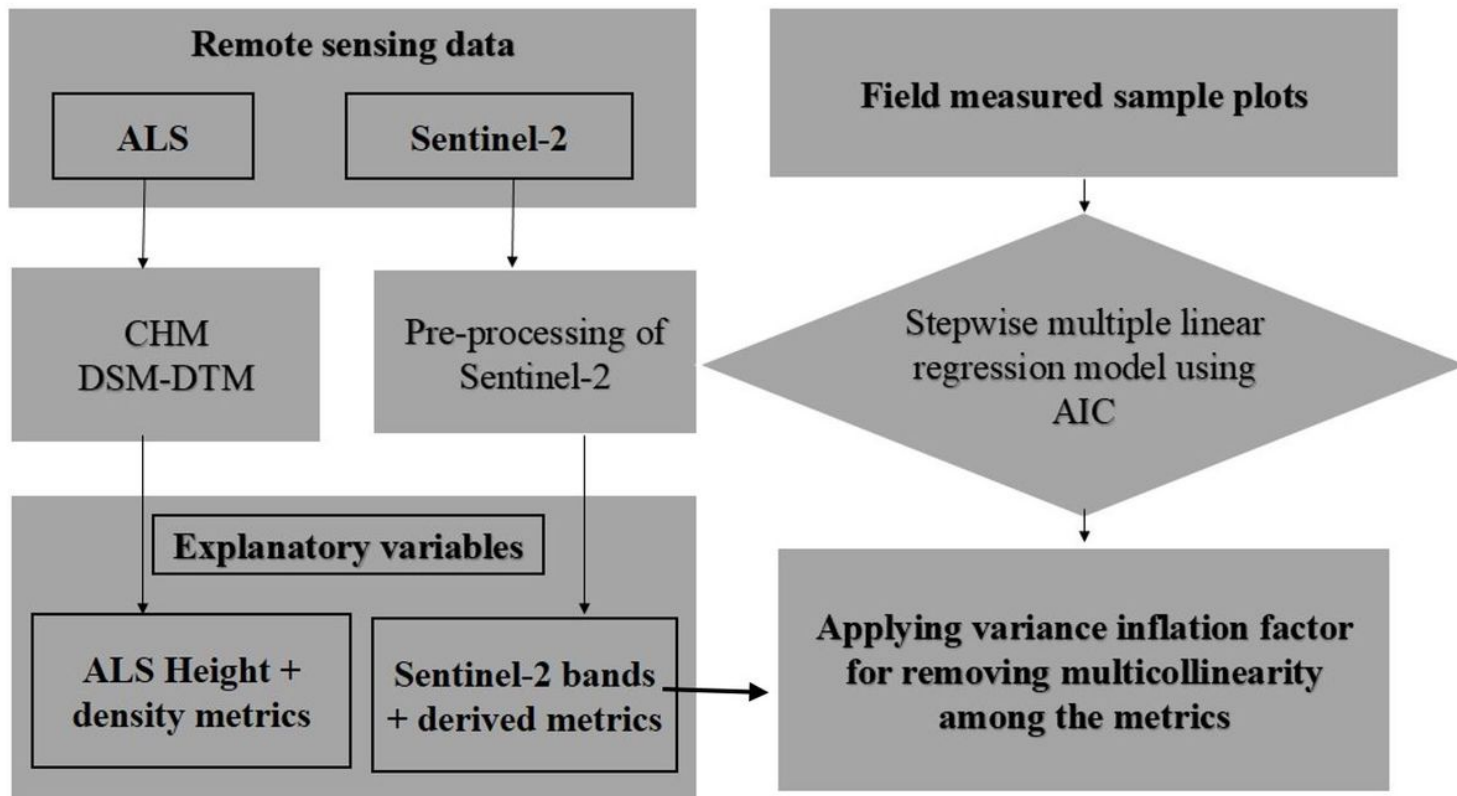 Remote sensing data
ALS
Sentinel-2
CHM
DSM-DTM
Pre-processing of
Sentinel-2
Explanatory variables
ALS Height +
density metrics
Sentinel-2 bands
+ derived metrics
Field measured sample plots
Stepwise multiple linear
regression model using
AIC
Applying variance inflation factor
for removing multicollinearity
among the metrics